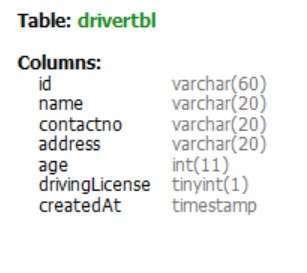 Table: drivertbl
Columns:
id varchar(60)
name varchar(20)
contactno varchar(20)
address varchar(20)
age int(11)
drivingLicense tinyint(1)
createdAt timestamp